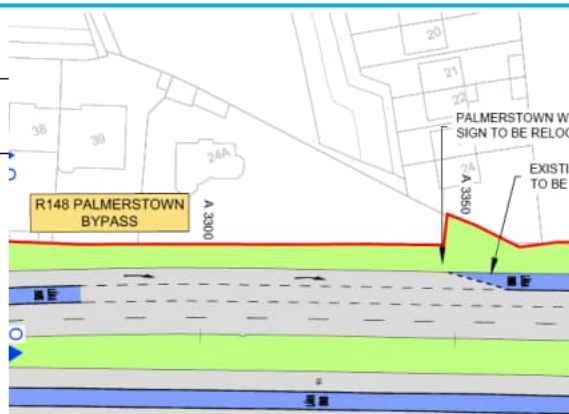 20
21
22
24
38
39
24A
PALMERSTOWN W
SIGN TO BE RELOC
EXISTI
TO BE
R148 PALMERSTOWN
BYPASS
A 3300
A 3350